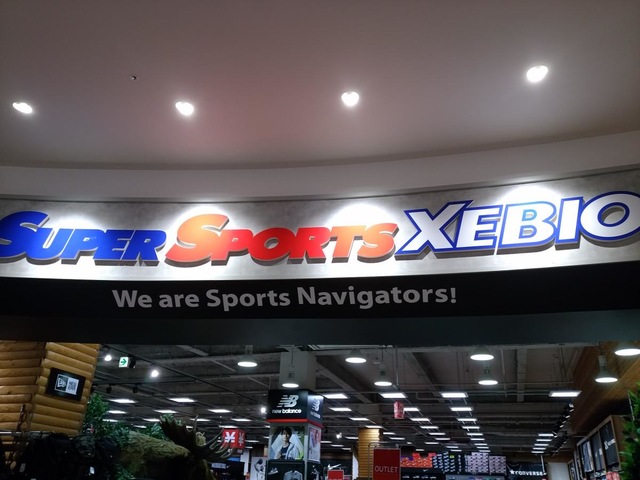 SUPER SPORTS XEBIO
We are Sports Navigators!
new balance
OUTLET
CONVERSE